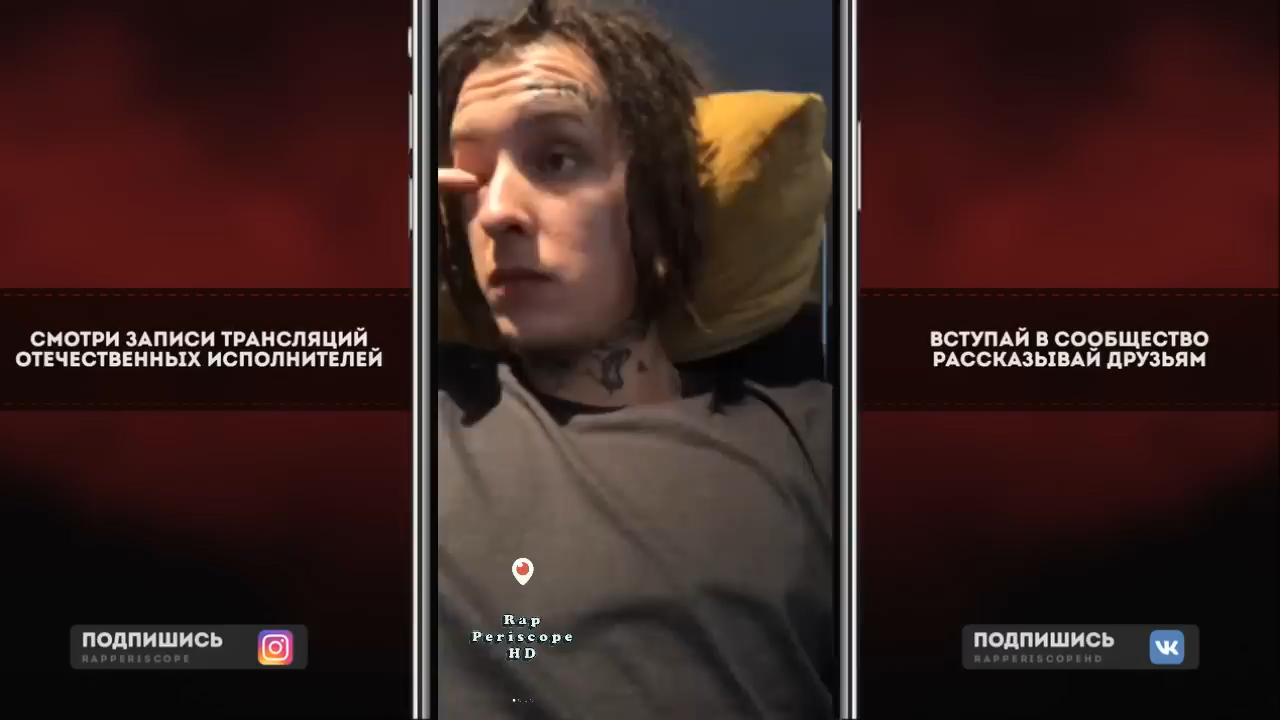 СМОТРИ ЗАПИСИ ТРАНСЛЯЦИЙ
ОТЕЧЕСТВЕННЫХ ИСПОЛНИТЕЛЕЙ
ВСТУПАЙ В СООБЩЕСТВО
РАССКАЗЫВАЙ ДРУЗЬЯМ
Rap
Periscope
HD
ПОДПИШИСЬ
RAPPERISCOPE
ПОДПИШИСЬ
RAPPERISCOPEHD